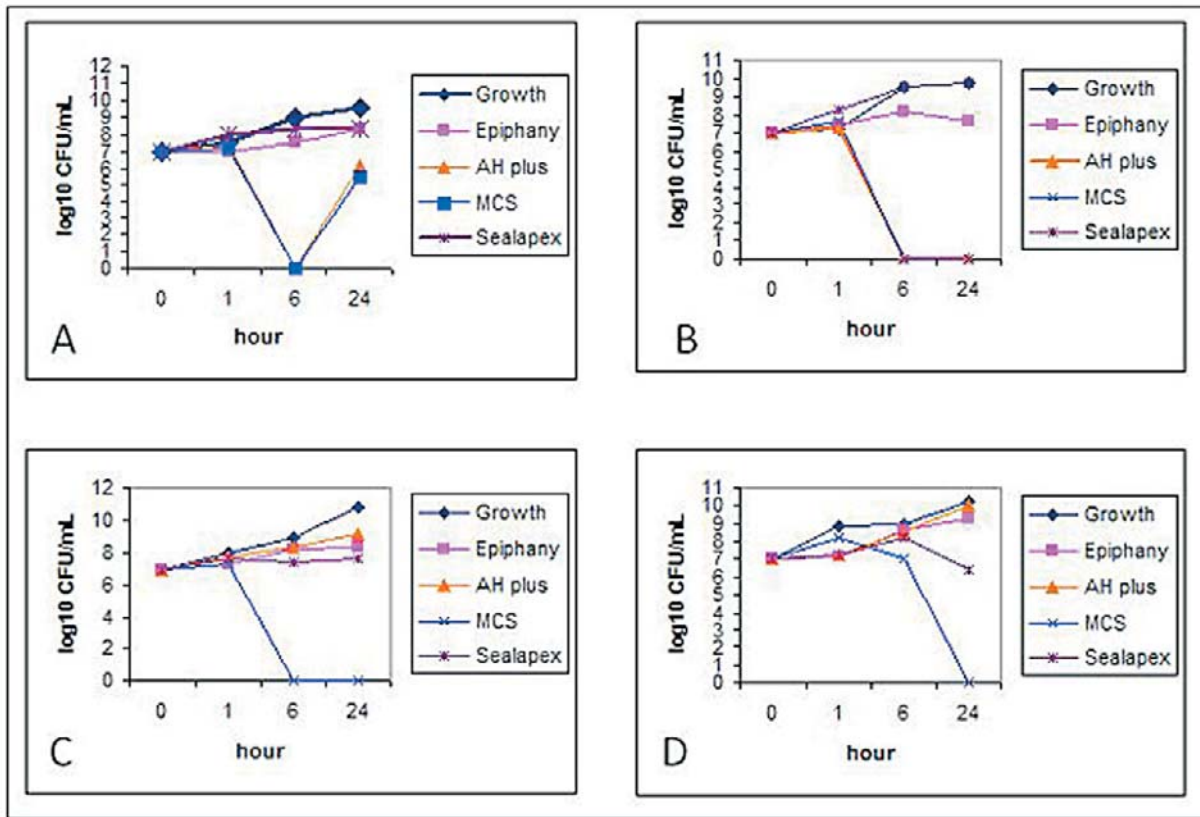 12
11
10
9
8
7
6
5
4
3
2
1
0
log10 CFU/mL
0 1 6 24
hour
A
Growth
Epiphany
AH plus
MCS
Sealapex
11
10
9
8
7
6
5
4
3
2
1
0
log10 CFU/mL
0 1 6 24
hour
B
Growth
Epiphany
AH plus
MCS
Sealapex
12
10
8
6
4
2
0
log10 CFU/mL
0 1 6 24
hour
C
Growth
Epiphany
AH plus
MCS
Sealapex
11
10
9
8
7
6
5
4
3
2
1
0
log10 CFU/mL
0 1 6 24
hour
D
Growth
Epiphany
AH plus
MCS
Sealapex